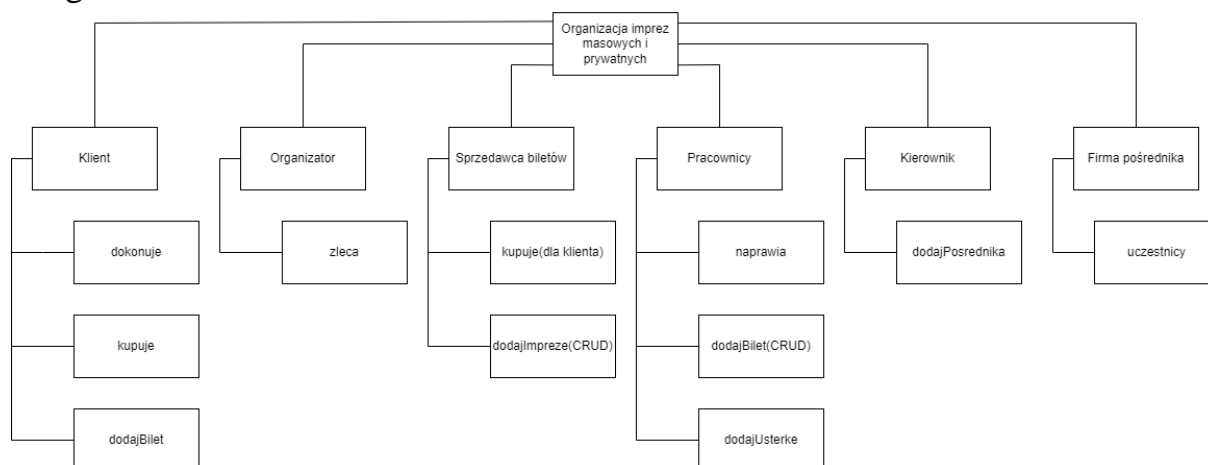 Organizacja imprez
masowych i
prywatnych
Klient
Organizator
Sprzedawca biletów
Pracownicy
Kierownik
Firma pośrednika
dokonuje
zleca
kupuje(dla klienta)
naprawia
dodajPosrednika
uczestnicy
kupuje
dodajImpreze(CRUD)
dodajBilet(CRUD)
dodajBilet
dodajUsterke